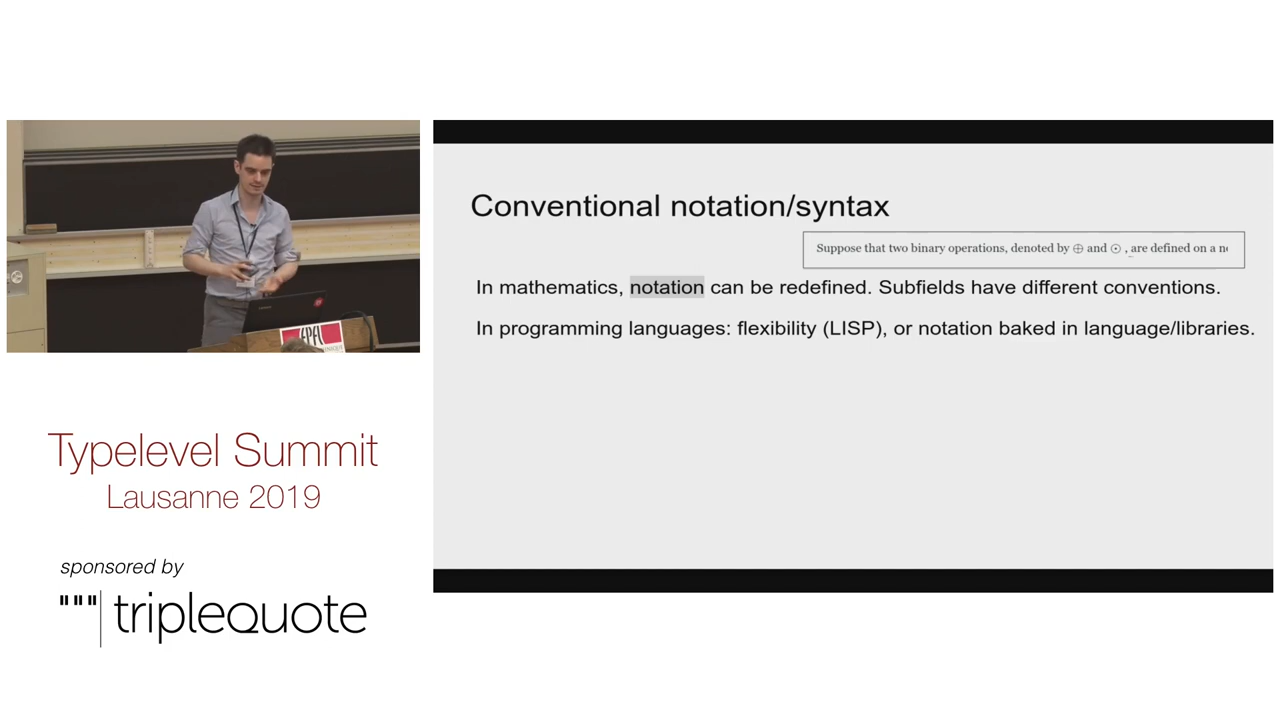 Conventional notation/syntax
Suppose that two binary operations, denoted by ⊕ and ⊙ , are defined on a
In mathematics, notation can be redefined. Subfields have different conventions.
In programming languages: flexibility (LISP), or notation baked in language/libraries.
EPFL
Typelevel Summit
Lausanne 2019
sponsored by
triplequote